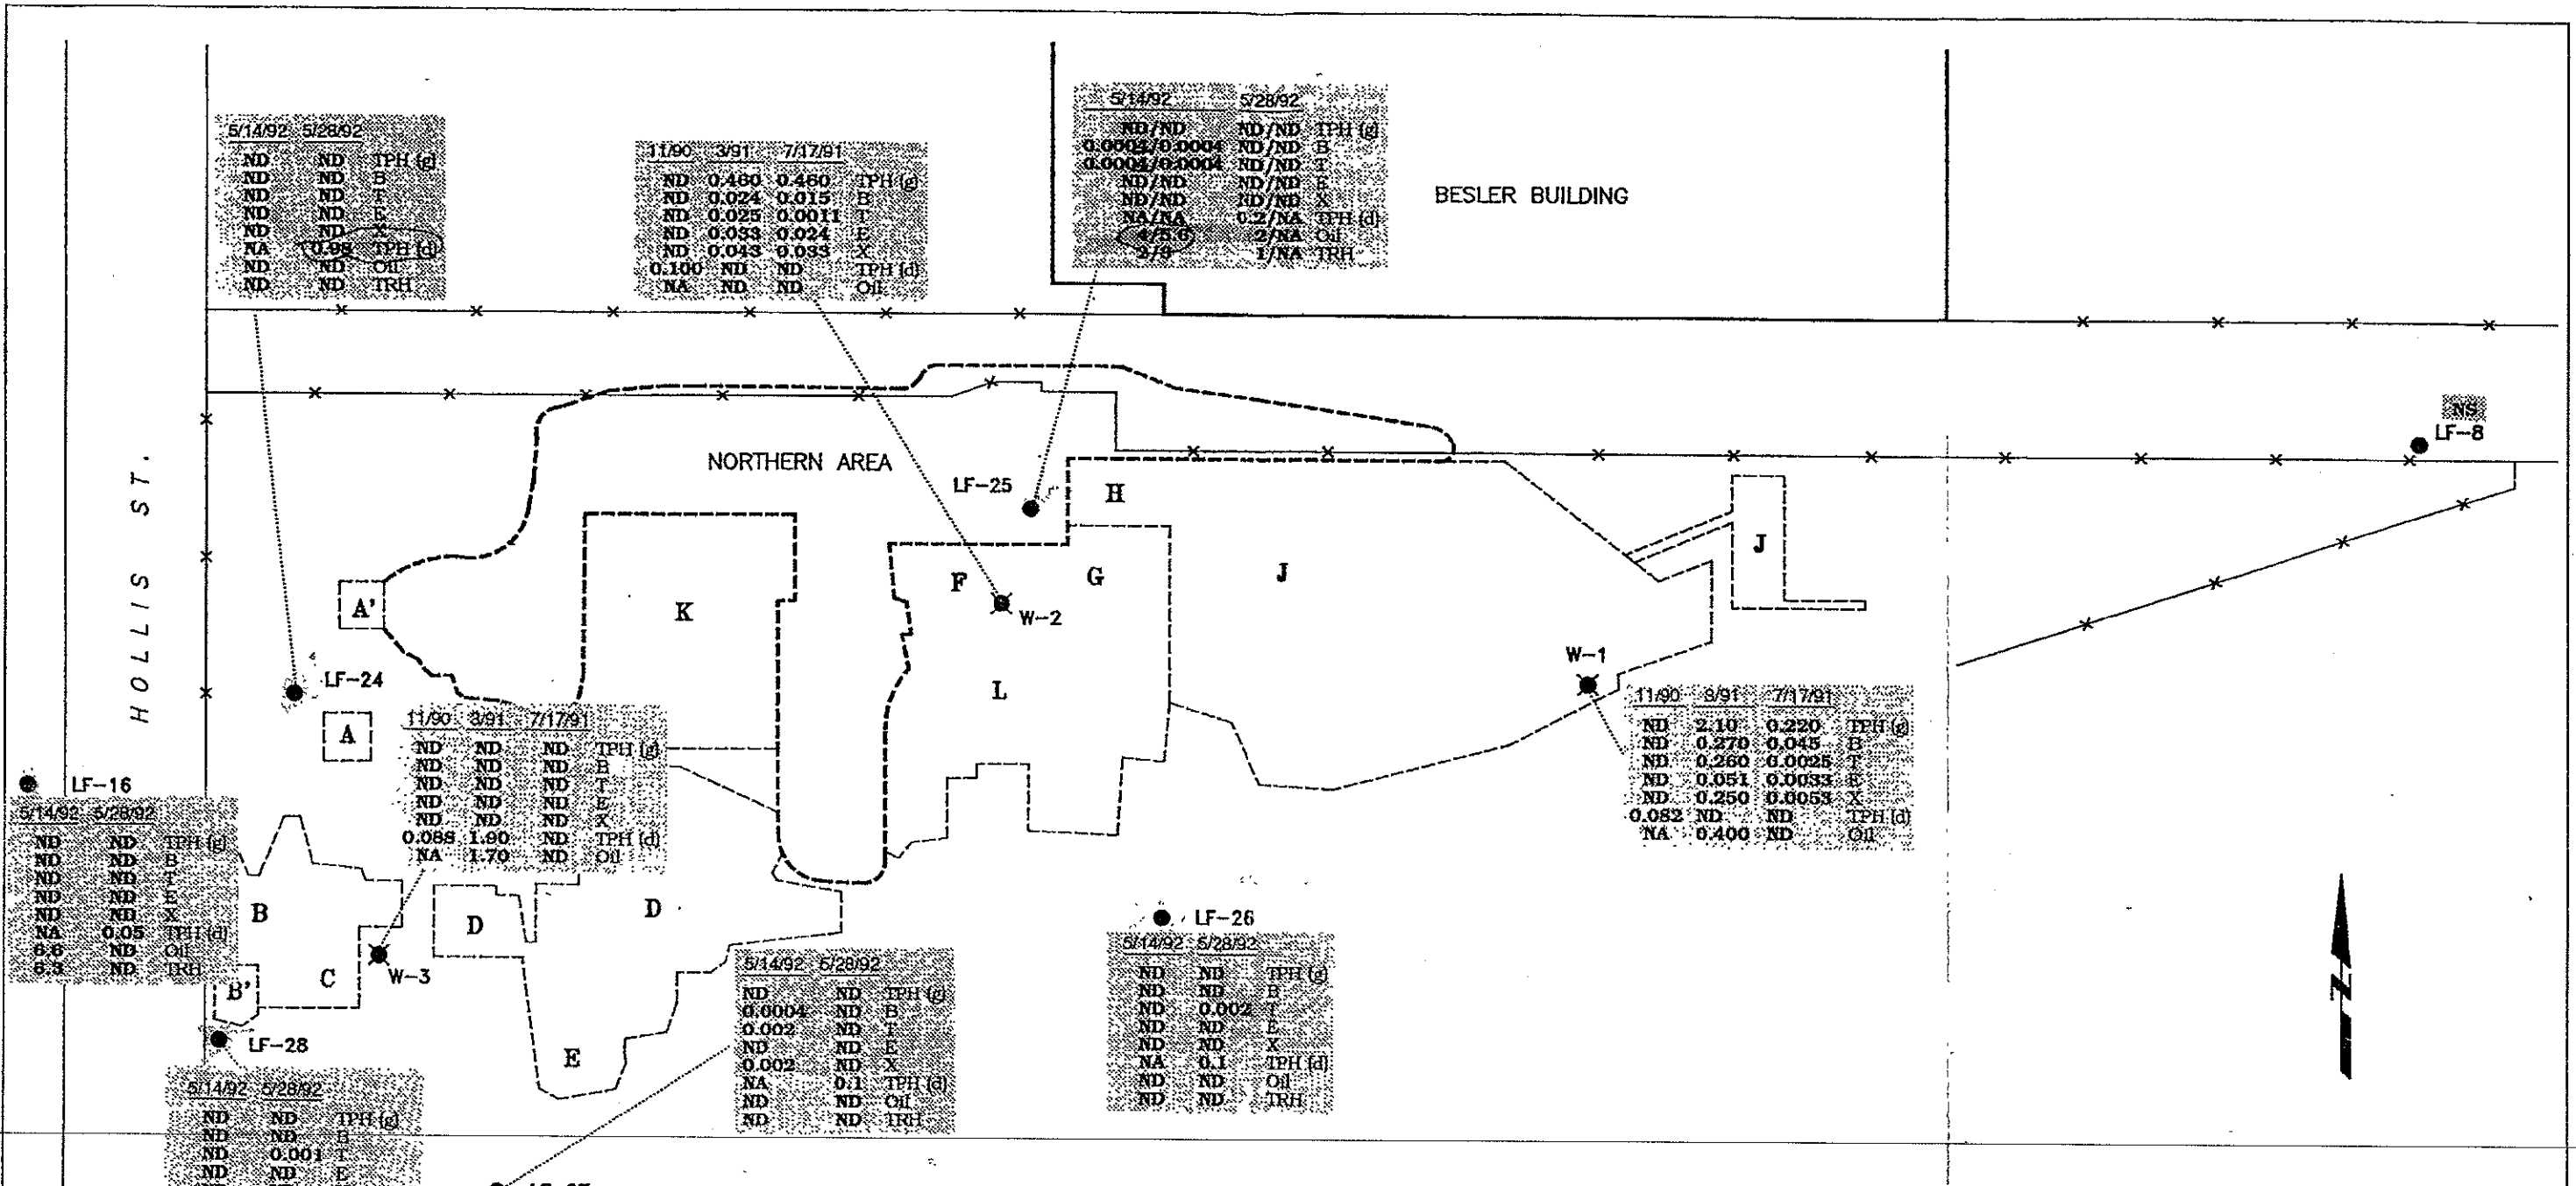 5/14/92 5/28/92
ND ND TPH (g)
ND ND B
ND ND T
ND ND E
ND ND X
NA 0.98 TPH (d)
ND ND Oil
ND ND TRH
11/90 3/91 7/17/91
ND 0.460 0.460 TPH (g)
ND 0.024 0.015 B
ND 0.025 0.0011 T
ND 0.033 0.024 E
ND 0.043 0.033 X
0.100 ND ND TPH (d)
NA ND ND Oil
5/14/92 5/28/92
ND/ND ND/ND TPH (g)
0.0004/0.0004 ND/ND B
0.0004/0.0004 ND/ND T
ND/ND ND/ND E
ND/ND ND/ND X
NA/NA 0.2/NA TPH (d)
4/5.6 2/NA Oil
2/3 1/NA TRH
BESLER BUILDING
NS
LF-8
NORTHERN AREA
HOLLIS ST.
LF-25
H
J
F
G
J
A'
K
W-2
LF-24
L
W-1
A
11/90 3/91 7/17/91
ND ND ND TPH (g)
ND ND ND B
ND ND ND T
ND ND ND E
ND ND ND X
0.088 1.90 ND TPH (d)
NA 1.70 ND Oil
11/90 3/91 7/17/91
ND 2.10 0.220 TPH (g)
ND 0.270 0.045 B
ND 0.260 0.0025 T
ND 0.051 0.0033 E
ND 0.250 0.0053 X
0.082 ND ND TPH (d)
NA 0.400 ND Oil
LF-16
5/14/92 5/28/92
ND ND TPH (g)
ND ND B
ND ND T
ND ND E
ND ND X
NA 0.05 TPH (d)
6.6 ND Oil
6.3 ND TRH
B
D
D
LF-26
C
W-3
B'
5/14/92 5/28/92
ND ND TPH (g)
0.0004 ND B
0.002 ND T
ND ND E
0.002 ND X
NA 0.1 TPH (d)
ND ND Oil
ND ND TRH
5/14/92 5/28/92
ND ND TPH (g)
ND ND B
ND 0.002 T
ND ND E
ND ND X
NA 0.1 TPH (d)
ND ND Oil
ND ND TRH
N
LF-28
E
5/14/92 5/28/92
ND ND TPH (g)
ND ND B
ND 0.001 T
ND ND E